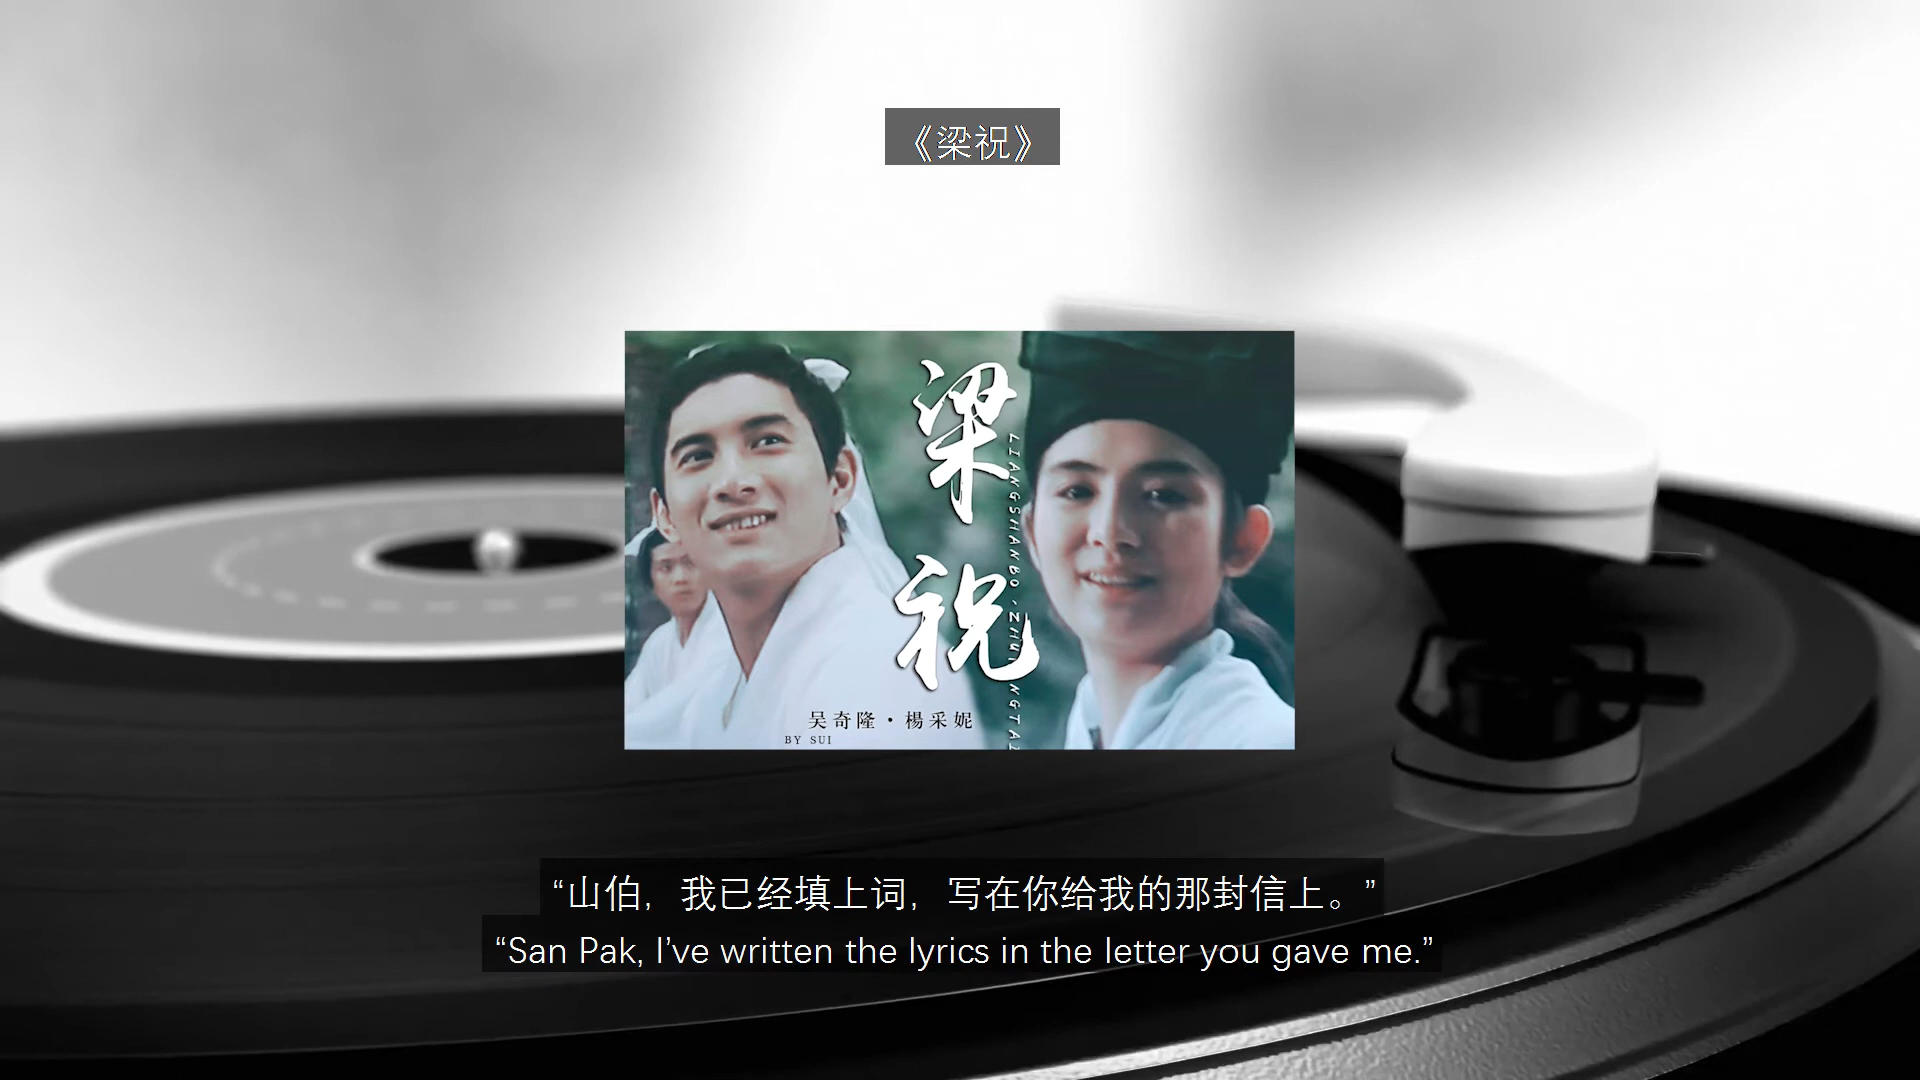 《梁祝》
梁祝
LIANGSHANBO,ZHUYINGTAI
吴奇隆·楊采妮
BY SUI
“山伯，我已经填上词，写在你给我的那封信上。”
“San Pak, I’ve written the lyrics in the letter you gave me.”